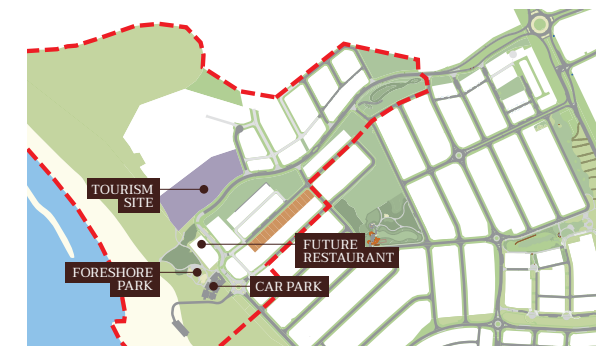 TOURISM
SITE
FUTURE
RESTAURANT
FORESHORE
PARK
CAR PARK